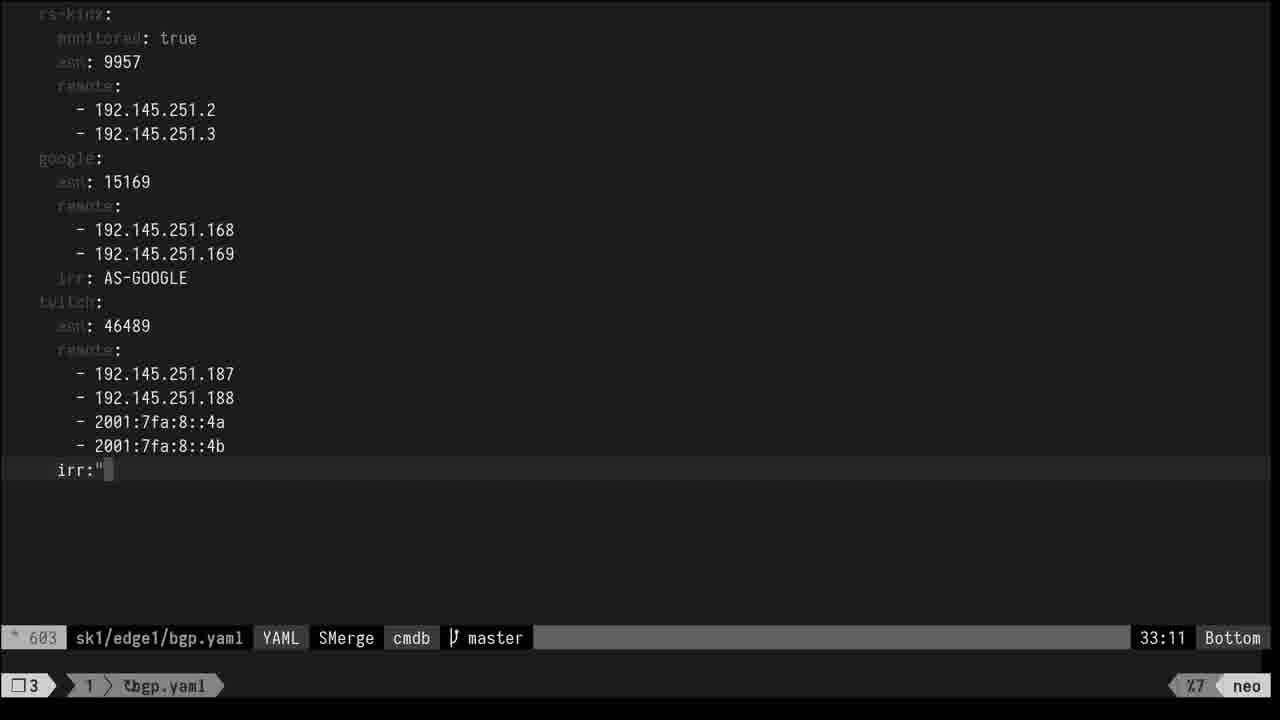 rs-kinx:
monitored: true
asn: 9957
remote:
- 192.145.251.2
- 192.145.251.3
google:
asn: 15169
remote:
- 192.145.251.168
- 192.145.251.169
irr: AS-GOOGLE
twitch:
asn: 46489
remote:
- 192.145.251.187
- 192.145.251.188
- 2001:7fa:8::4a
- 2001:7fa:8::4b
irr:"
* 603 sk1/edge1/bgp.yaml YAML SMerge cmdb master 33:11 Bottom
3 1 bgp.yaml 7 neo